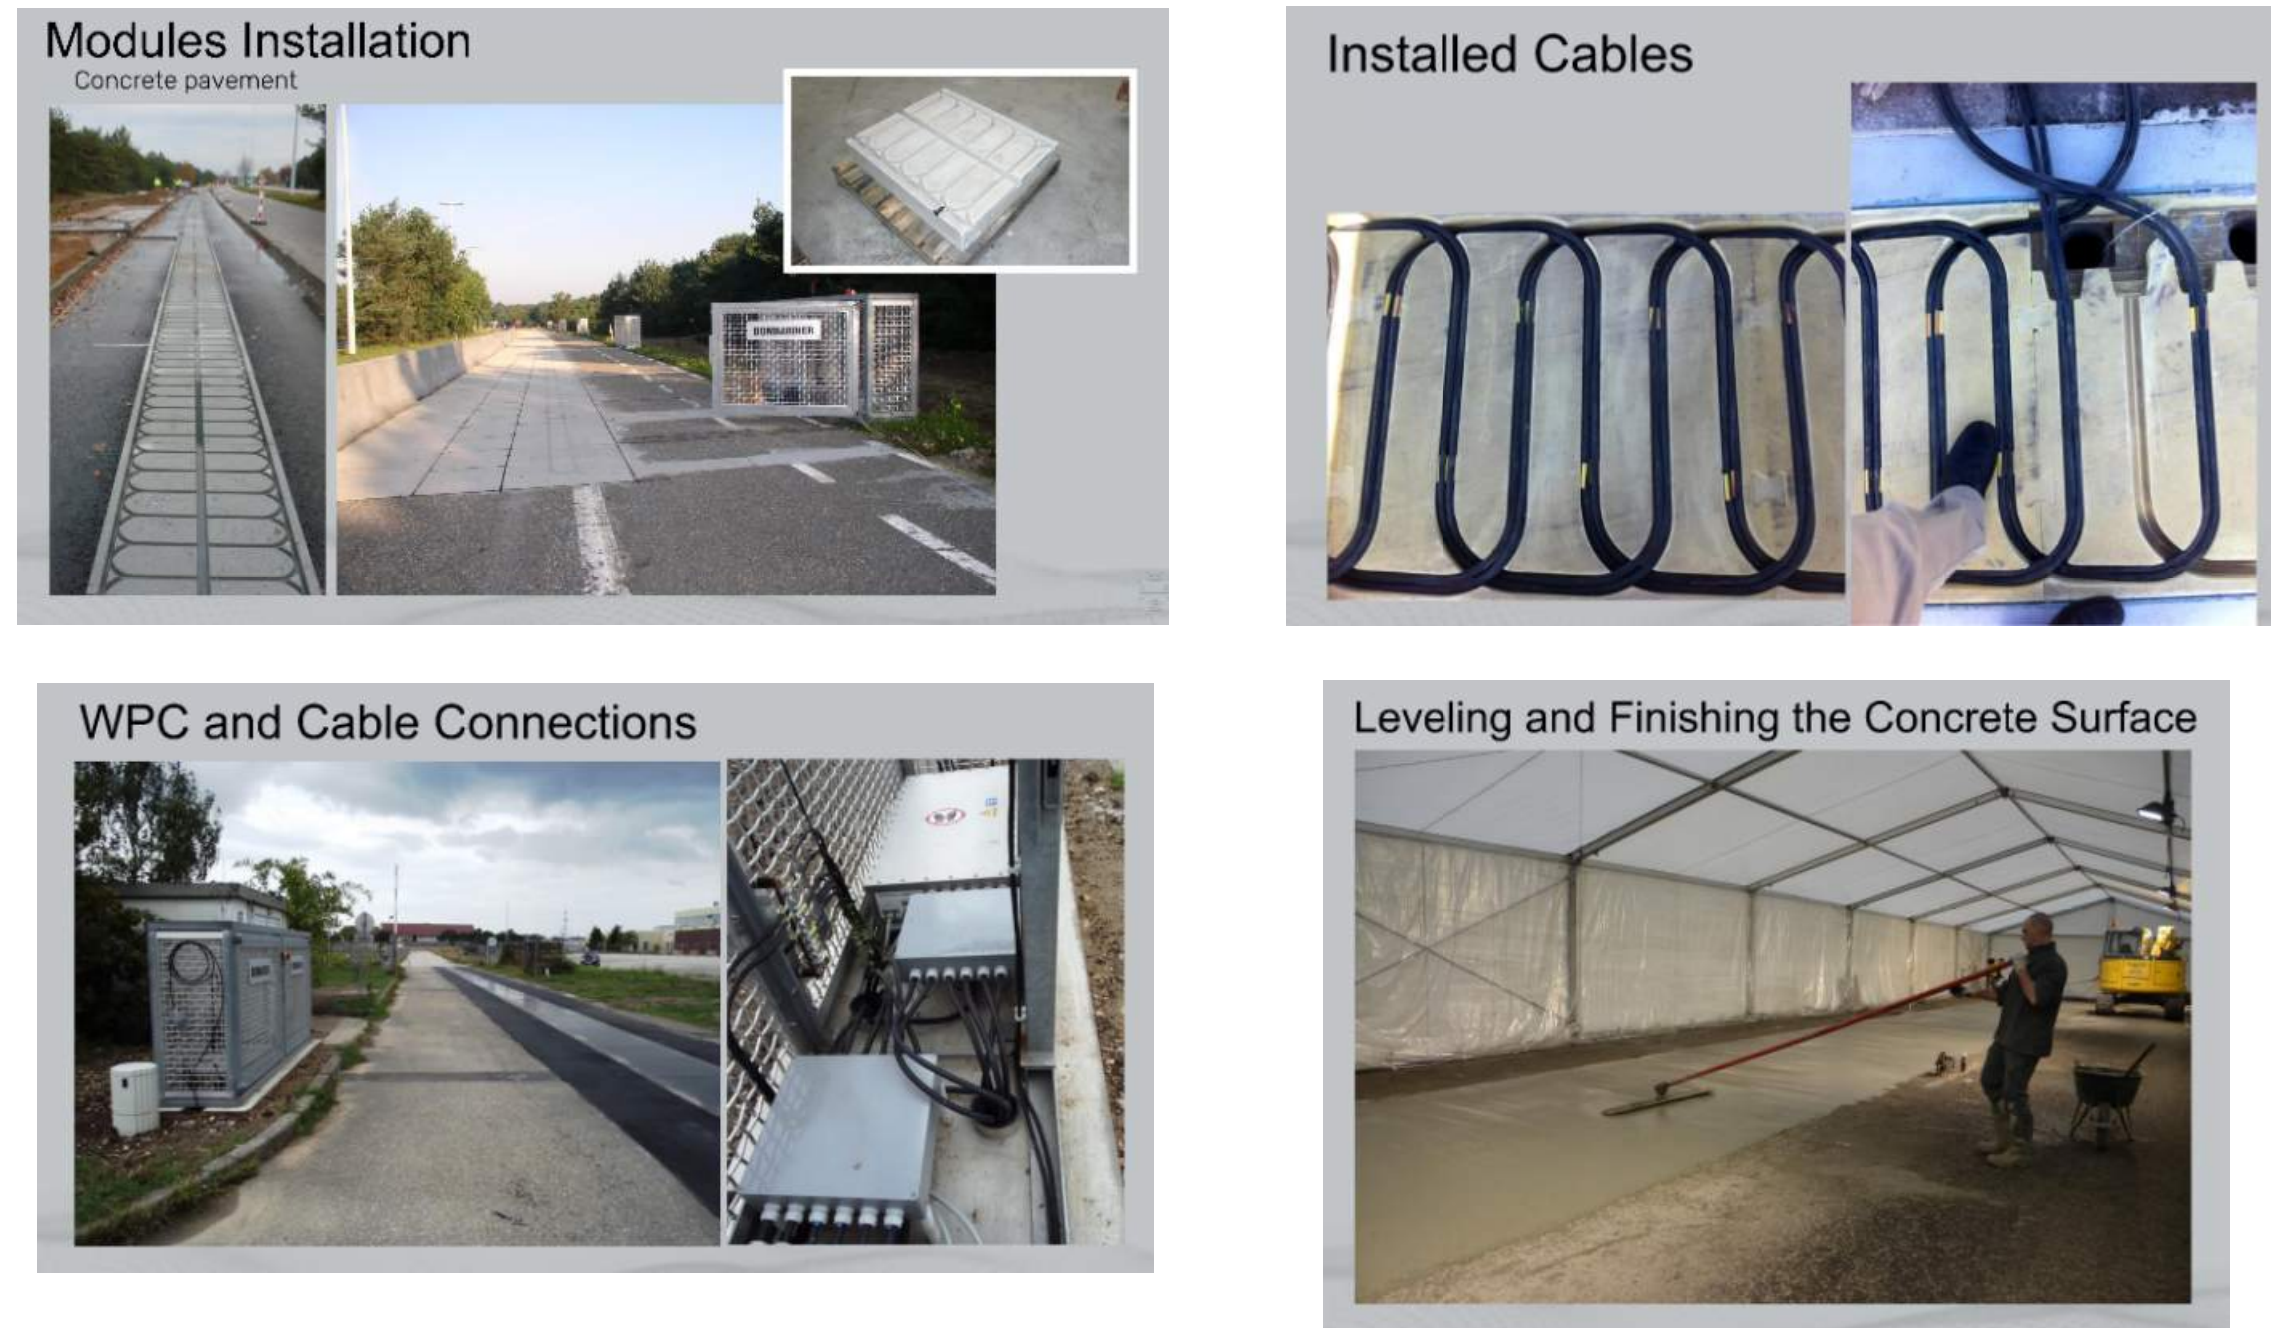 Modules Installation
Concrete pavement
BOMBARDIER
Installed Cables
WPC and Cable Connections
Leveling and Finishing the Concrete Surface